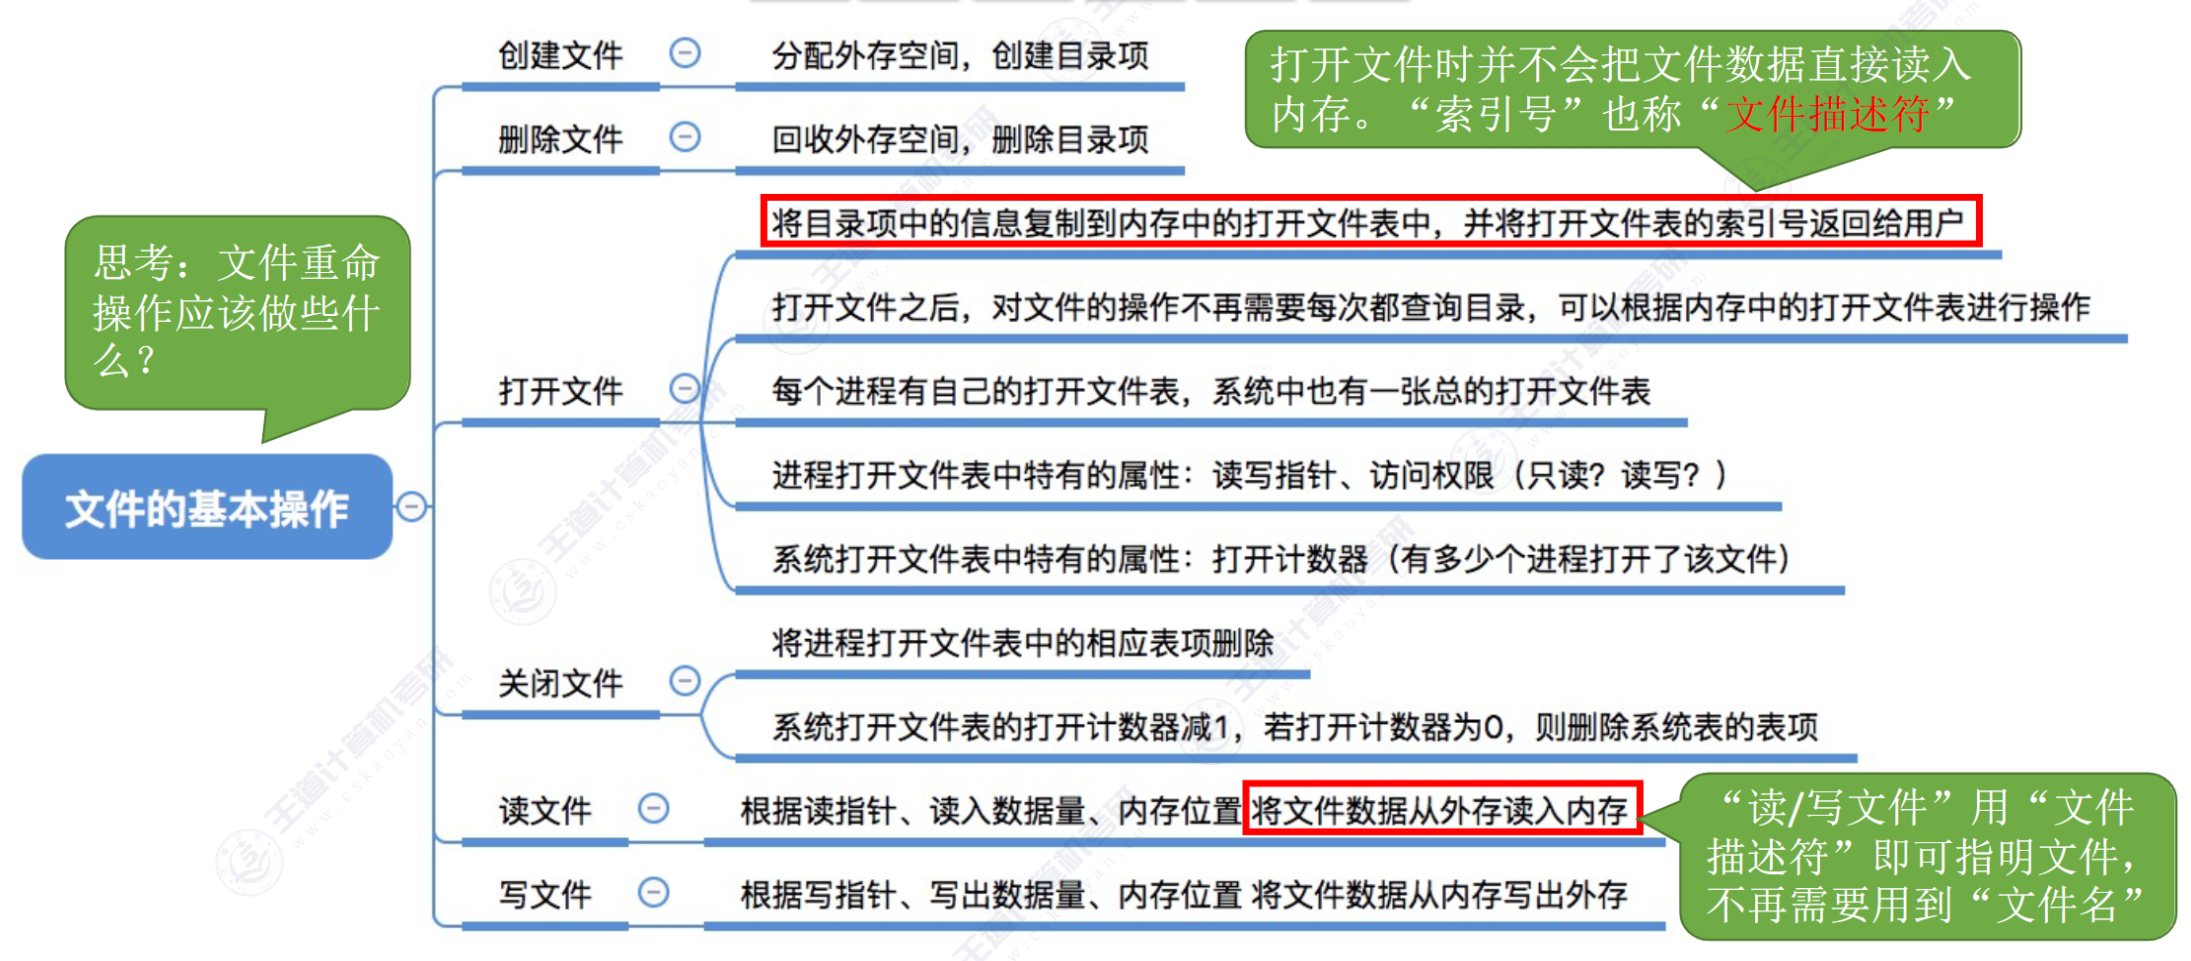 创建文件
分配外存空间，创建目录项
打开文件时并不会把文件数据直接读入
内存。“索引号”也称“文件描述符”
删除文件
回收外存空间，删除目录项
将目录项中的信息复制到内存中的打开文件表中，并将打开文件表的索引号返回给用户
思考：文件重命
操作应该做些什
么？
打开文件之后，对文件的操作不再需要每次都查询目录，可以根据内存中的打开文件表进行操作
打开文件
每个进程有自己的打开文件表，系统中也有一张总的打开文件表
进程打开文件表中特有的属性：读写指针、访问权限（只读？读写？）
文件的基本操作
系统打开文件表中特有的属性：打开计数器（有多少个进程打开了该文件）
关闭文件
将进程打开文件表中的相应表项删除
系统打开文件表的打开计数器减1，若打开计数器为0，则删除系统表的表项
读文件
根据读指针、读入数据量、内存位置 将文件数据从外存读入内存
“读/写文件”用“文件
描述符”即可指明文件，
不再需要用到“文件名”
写文件
根据写指针、写出数据量、内存位置 将文件数据从内存写出外存
王道计算机考研
www.cskaoyan.com